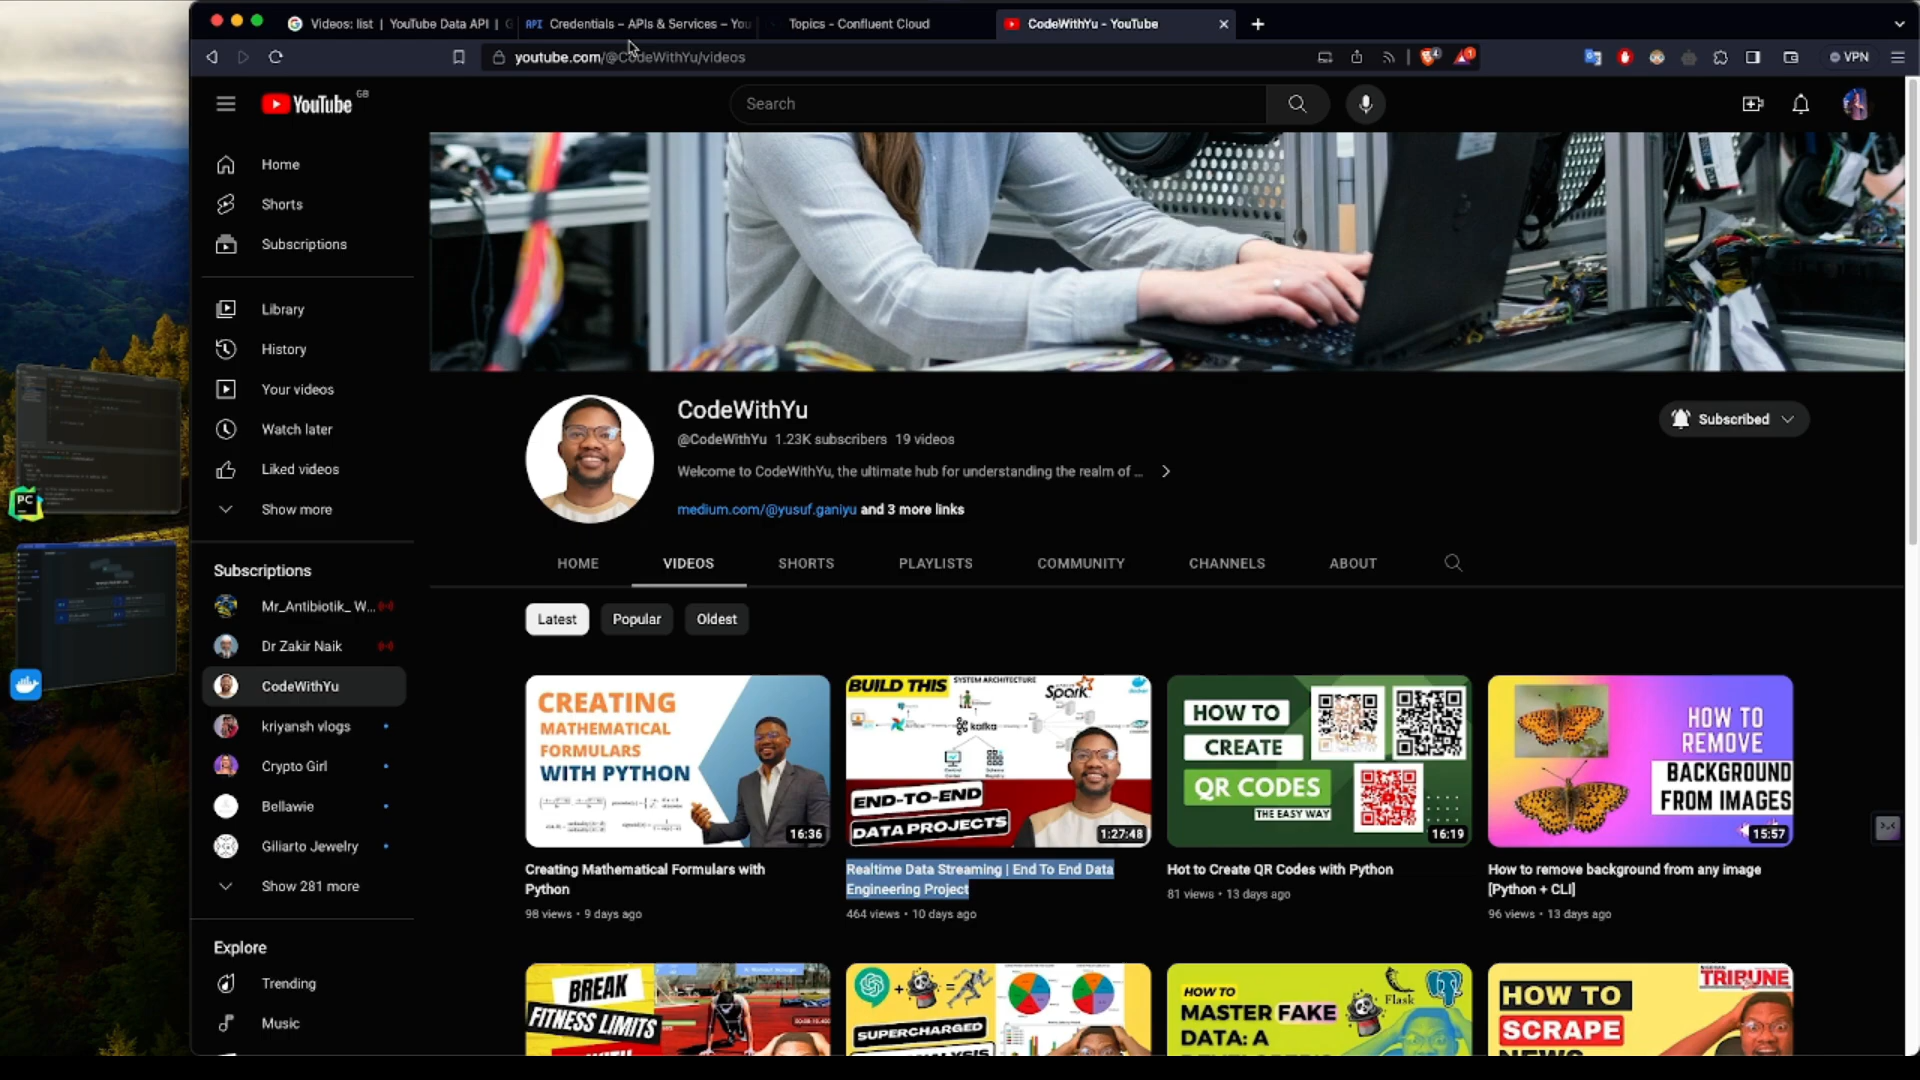 Videos: list | YouTube Data API | G
API Credentials – APIs & Services – You
Topics - Confluent Cloud
CodeWithYu - YouTube
youtube.com/@CodeWithYu/videos
4
1
VPN
YouTube GB
Search
Home
Shorts
Subscriptions
Library
History
Your videos
Watch later
Liked videos
Show more
Subscriptions
Mr_Antibiotik_ W...
Dr Zakir Naik
CodeWithYu
kriyansh vlogs
Crypto Girl
Bellawie
Giliarto Jewelry
Show 281 more
Explore
Trending
Music
PC
CodeWithYu
@CodeWithYu 1.23K subscribers 19 videos
Welcome to CodeWithYu, the ultimate hub for understanding the realm of ...
medium.com/@yusuf.ganiyu and 3 more links
Subscribed
HOME
VIDEOS
SHORTS
PLAYLISTS
COMMUNITY
CHANNELS
ABOUT
Latest
Popular
Oldest
CREATING
MATHEMATICAL
FORMULARS
WITH PYTHON
16:36
Creating Mathematical Formulars with
Python
98 views • 9 days ago
BUILD THIS
SYSTEM ARCHITECTURE
Spark
kafka
END-TO-END
DATA PROJECTS
1:27:48
Realtime Data Streaming | End To End Data
Engineering Project
464 views • 10 days ago
HOW TO
CREATE
QR CODES
THE EASY WAY
16:19
Hot to Create QR Codes with Python
81 views • 13 days ago
HOW TO
REMOVE
BACKGROUND
FROM IMAGES
15:57
How to remove background from any image
[Python + CLI]
96 views • 13 days ago
BREAK
FITNESS LIMITS
SUPERCHARGED
HOW TO
MASTER FAKE
DATA: A
Flask
HOW TO
SCRAPE
NEWS
TRIBUNE